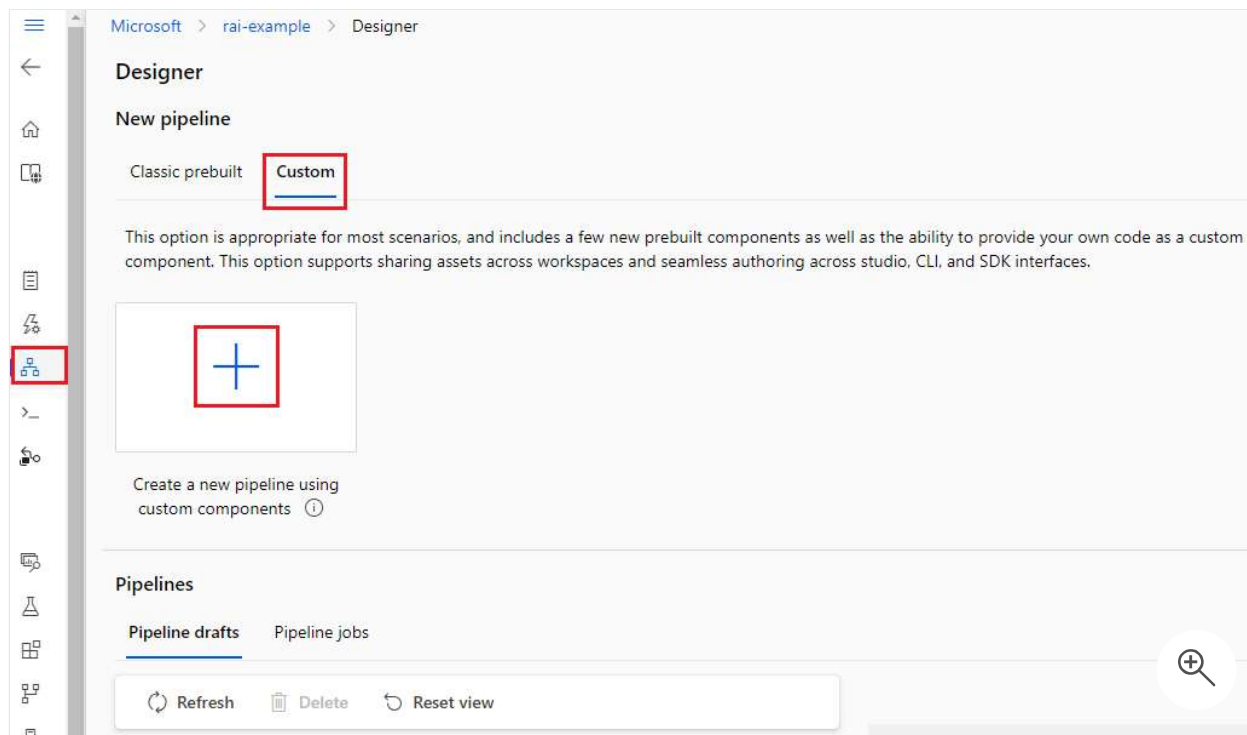 Microsoft > rai-example > Designer
Designer
New pipeline
Classic prebuilt Custom
This option is appropriate for most scenarios, and includes a few new prebuilt components as well as the ability to provide your own code as a custom
component. This option supports sharing assets across workspaces and seamless authoring across studio, CLI, and SDK interfaces.
Create a new pipeline using
custom components
Pipelines
Pipeline drafts Pipeline jobs
Refresh Delete Reset view